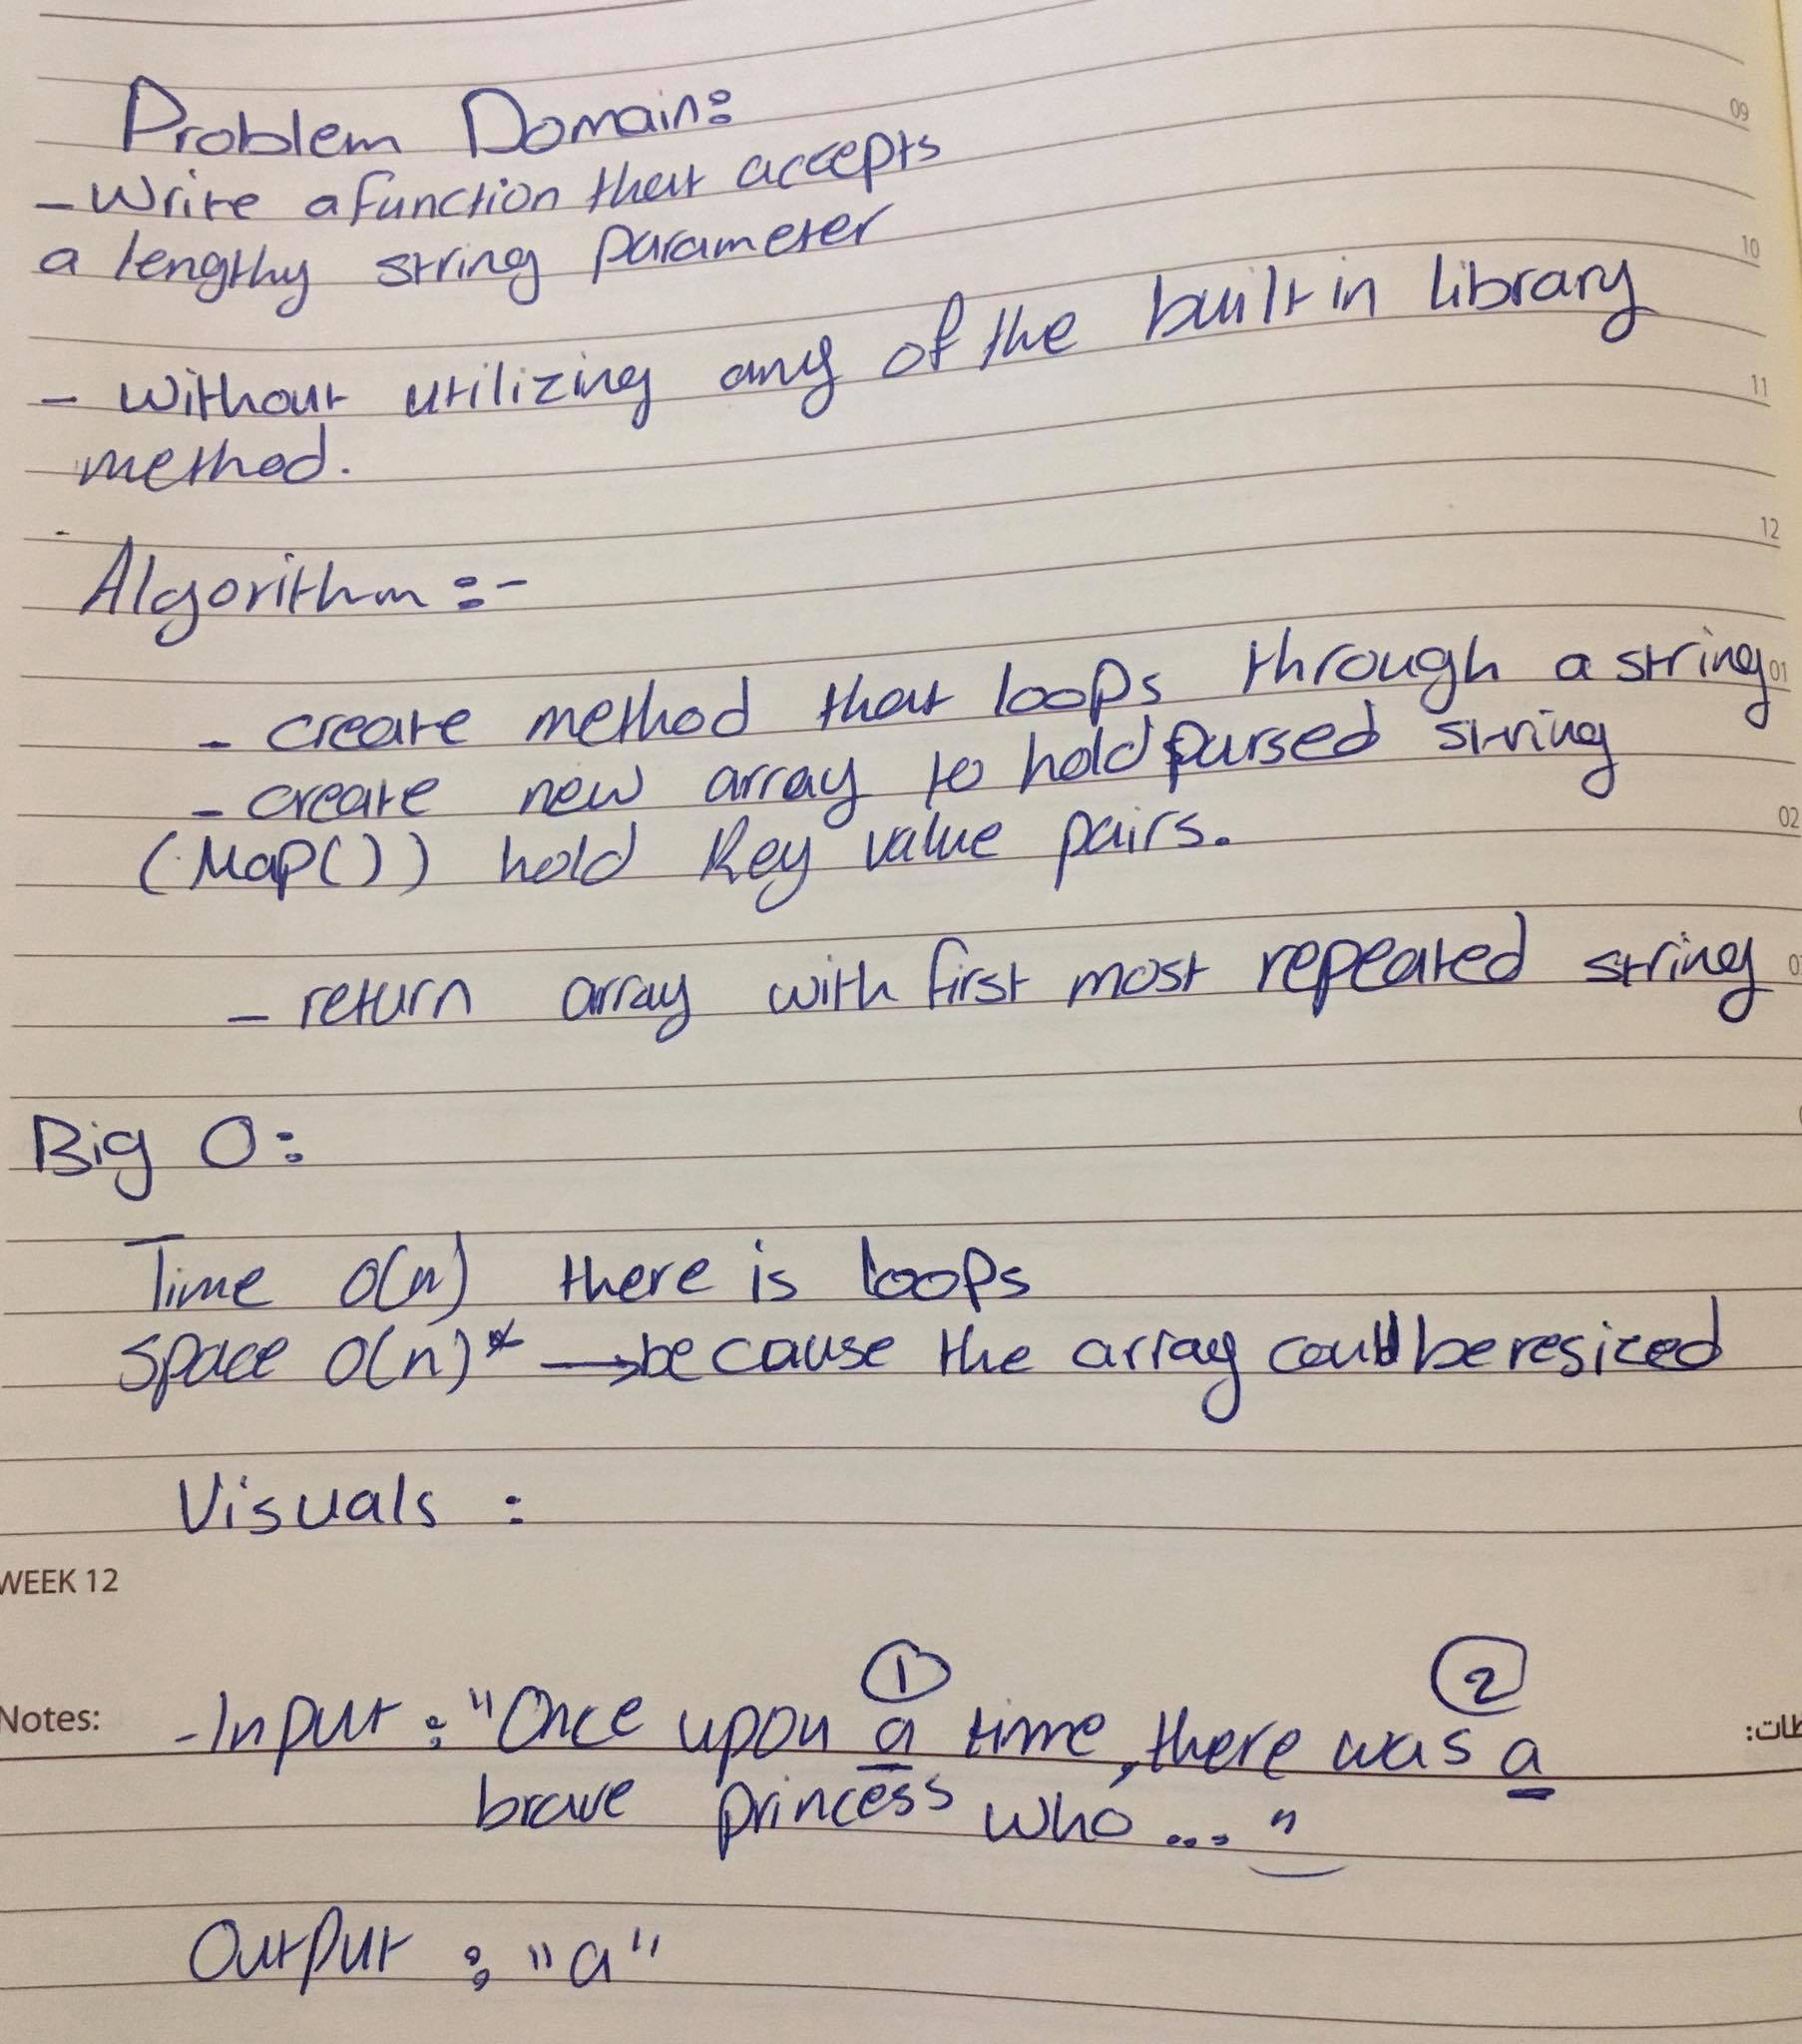 Problem Domain:
- Write a function that accepts
a lengthy string parameter
- without utilizing any of the built in library
method.
Algorithm :-
- create method that loops through a string
- create new array to hold parsed string
(Map()) hold key value pairs.
- return array with first most repeated string
Big O:
Time O(n) there is loops
Space O(n)* → because the array could be resized
Visuals :
WEEK 12
Notes:
1 2
- Input : "Once upon a time, there was a
brave princess who ... "
Output : "a"
09
10
11
12
01
02